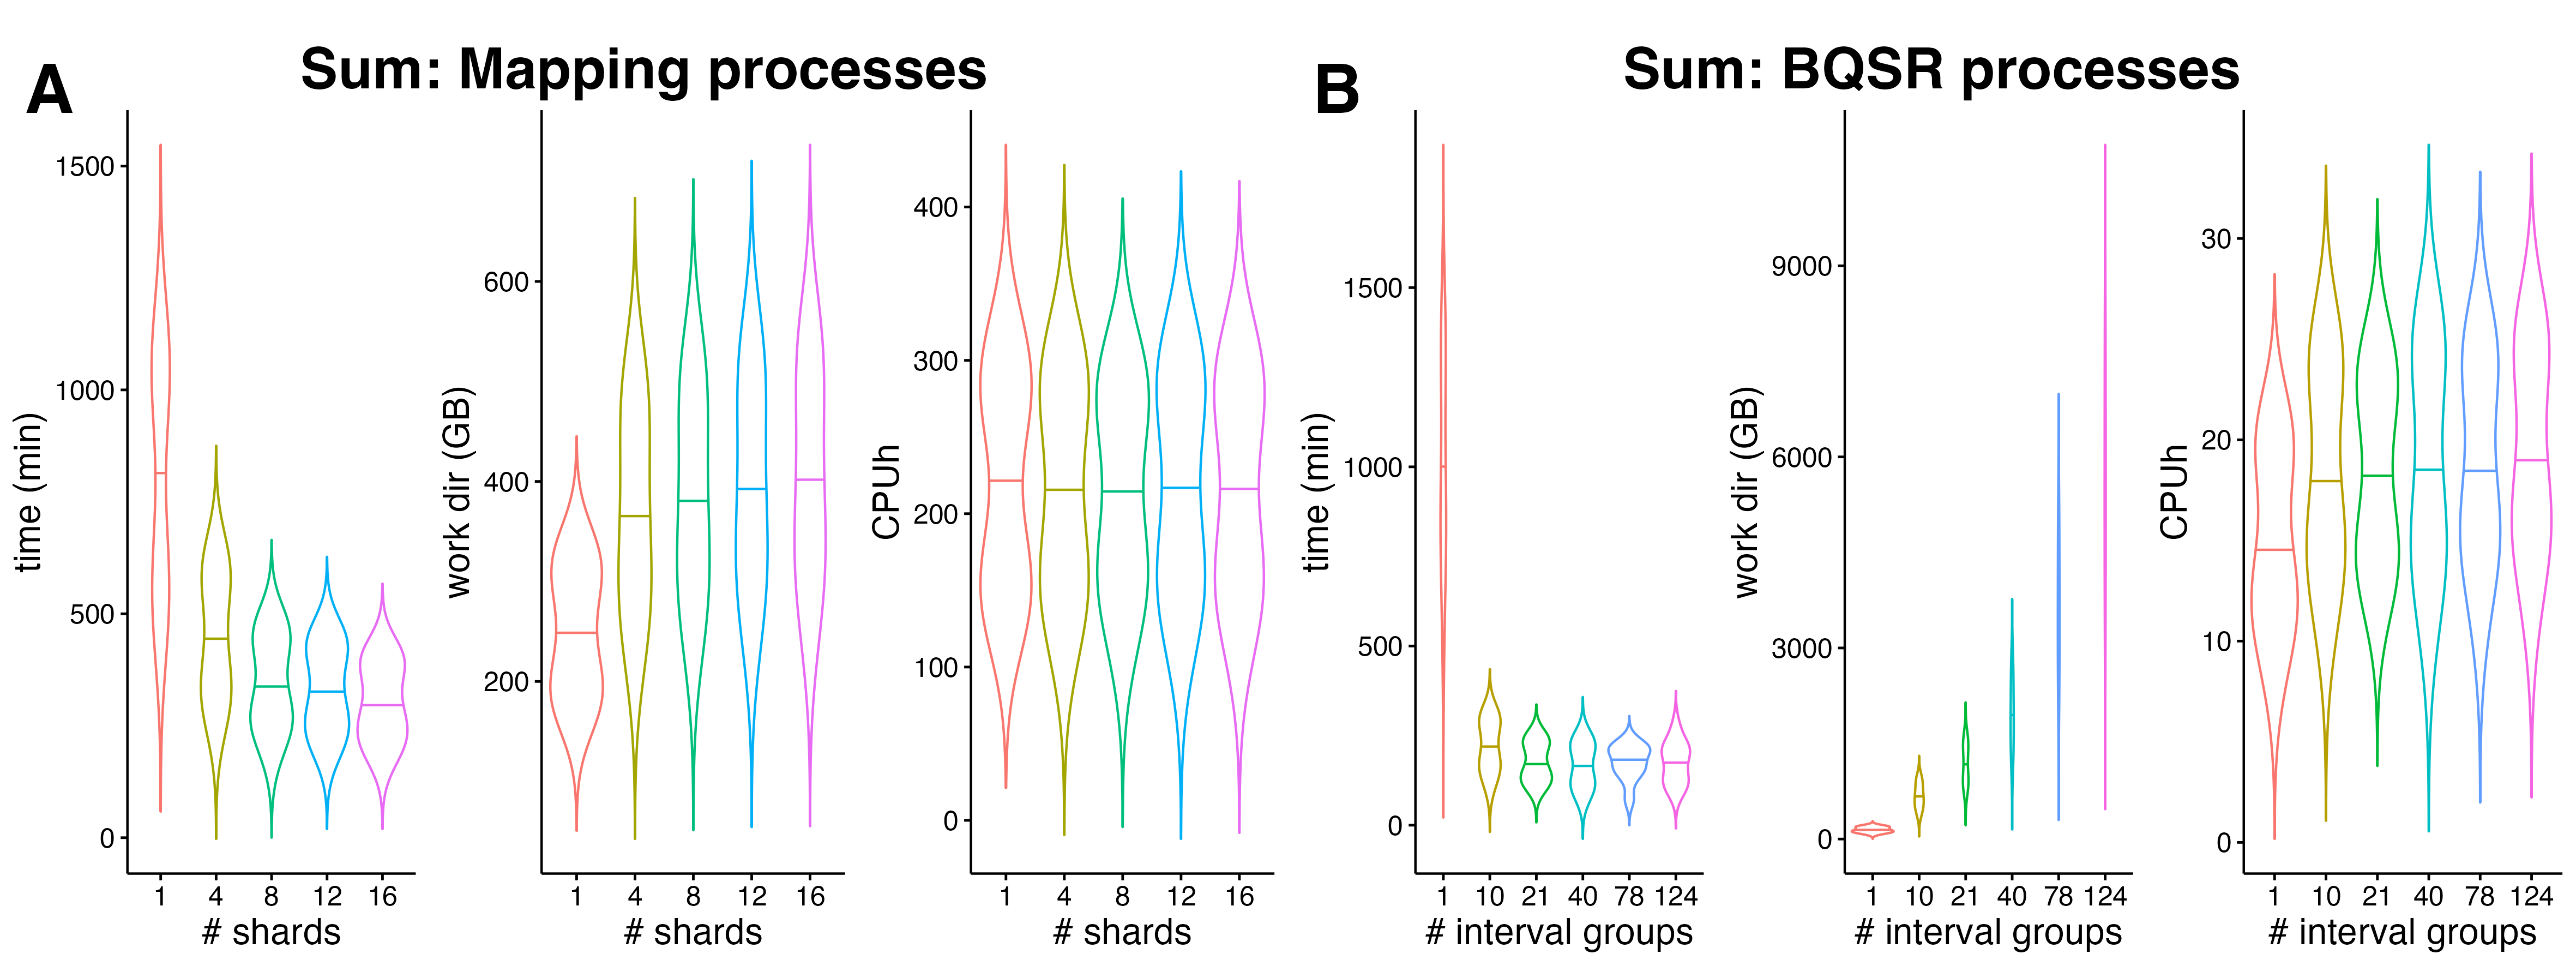 A
Sum: Mapping processes
time (min)
1500
1000
500
0
1 4 8 12 16
# shards
work dir (GB)
600
400
200
1 4 8 12 16
# shards
CPUh
400
300
200
100
0
1 4 8 12 16
# shards
B
Sum: BQSR processes
time (min)
1500
1000
500
0
1 10 21 40 78 124
# interval groups
work dir (GB)
9000
6000
3000
0
1 10 21 40 78 124
# interval groups
CPUh
30
20
10
0
1 10 21 40 78 124
# interval groups